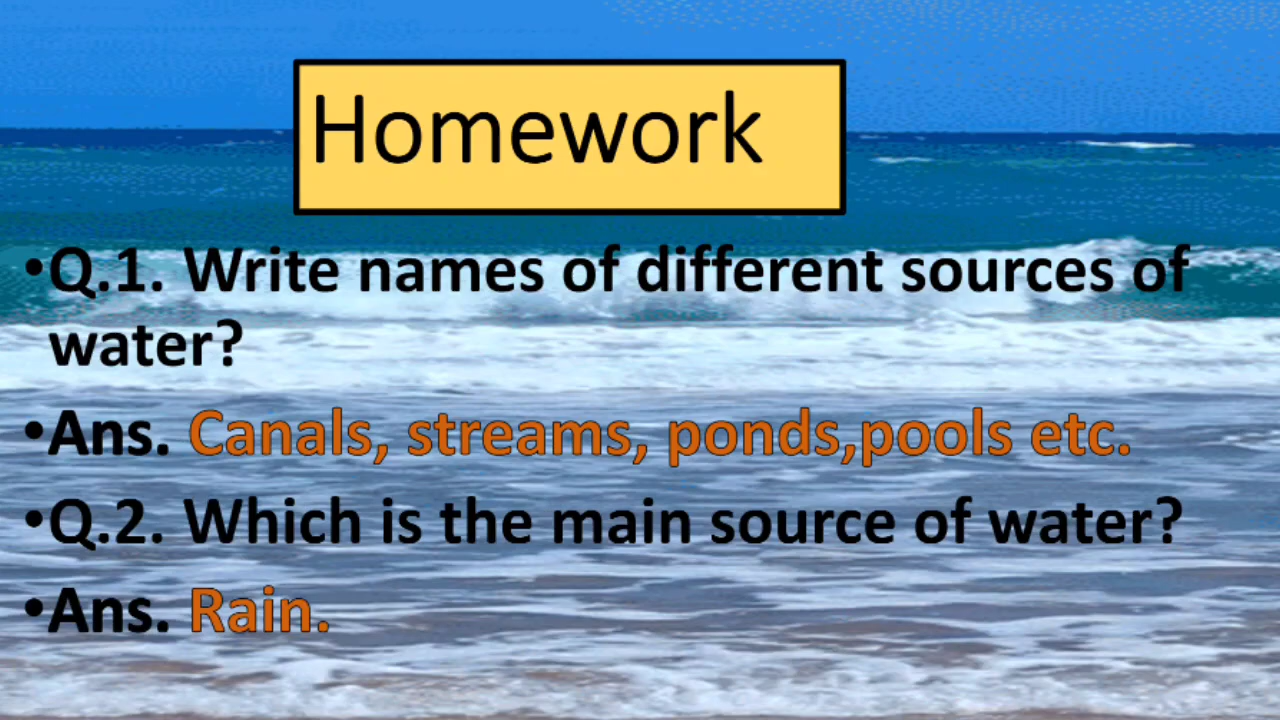 Homework
•Q.1. Write names of different sources of
water?
•Ans. Canals, streams, ponds,pools etc.
•Q.2. Which is the main source of water?
•Ans. Rain.